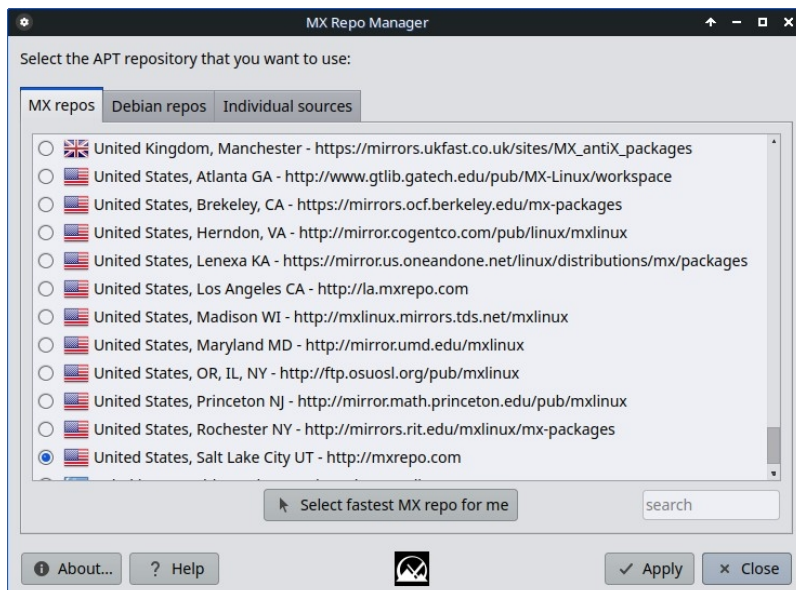 MX Repo Manager
Select the APT repository that you want to use:
MX repos Debian repos Individual sources
United Kingdom, Manchester - https://mirrors.ukfast.co.uk/sites/MX_antiX_packages
United States, Atlanta GA - http://www.gtlib.gatech.edu/pub/MX-Linux/workspace
United States, Brekeley, CA - https://mirrors.ocf.berkeley.edu/mx-packages
United States, Herndon, VA - http://mirror.cogentco.com/pub/linux/mxlinux
United States, Lenexa KA - https://mirror.us.oneandone.net/linux/distributions/mx/packages
United States, Los Angeles CA - http://la.mxrepo.com
United States, Madison WI - http://mxlinux.mirrors.tds.net/mxlinux
United States, Maryland MD - http://mirror.umd.edu/mxlinux
United States, OR, IL, NY - http://ftp.osuosl.org/pub/mxlinux
United States, Princeton NJ - http://mirror.math.princeton.edu/pub/mxlinux
United States, Rochester NY - http://mirrors.rit.edu/mxlinux/mx-packages
United States, Salt Lake City UT - http://mxrepo.com
Select fastest MX repo for me search
About... ? Help Apply Close